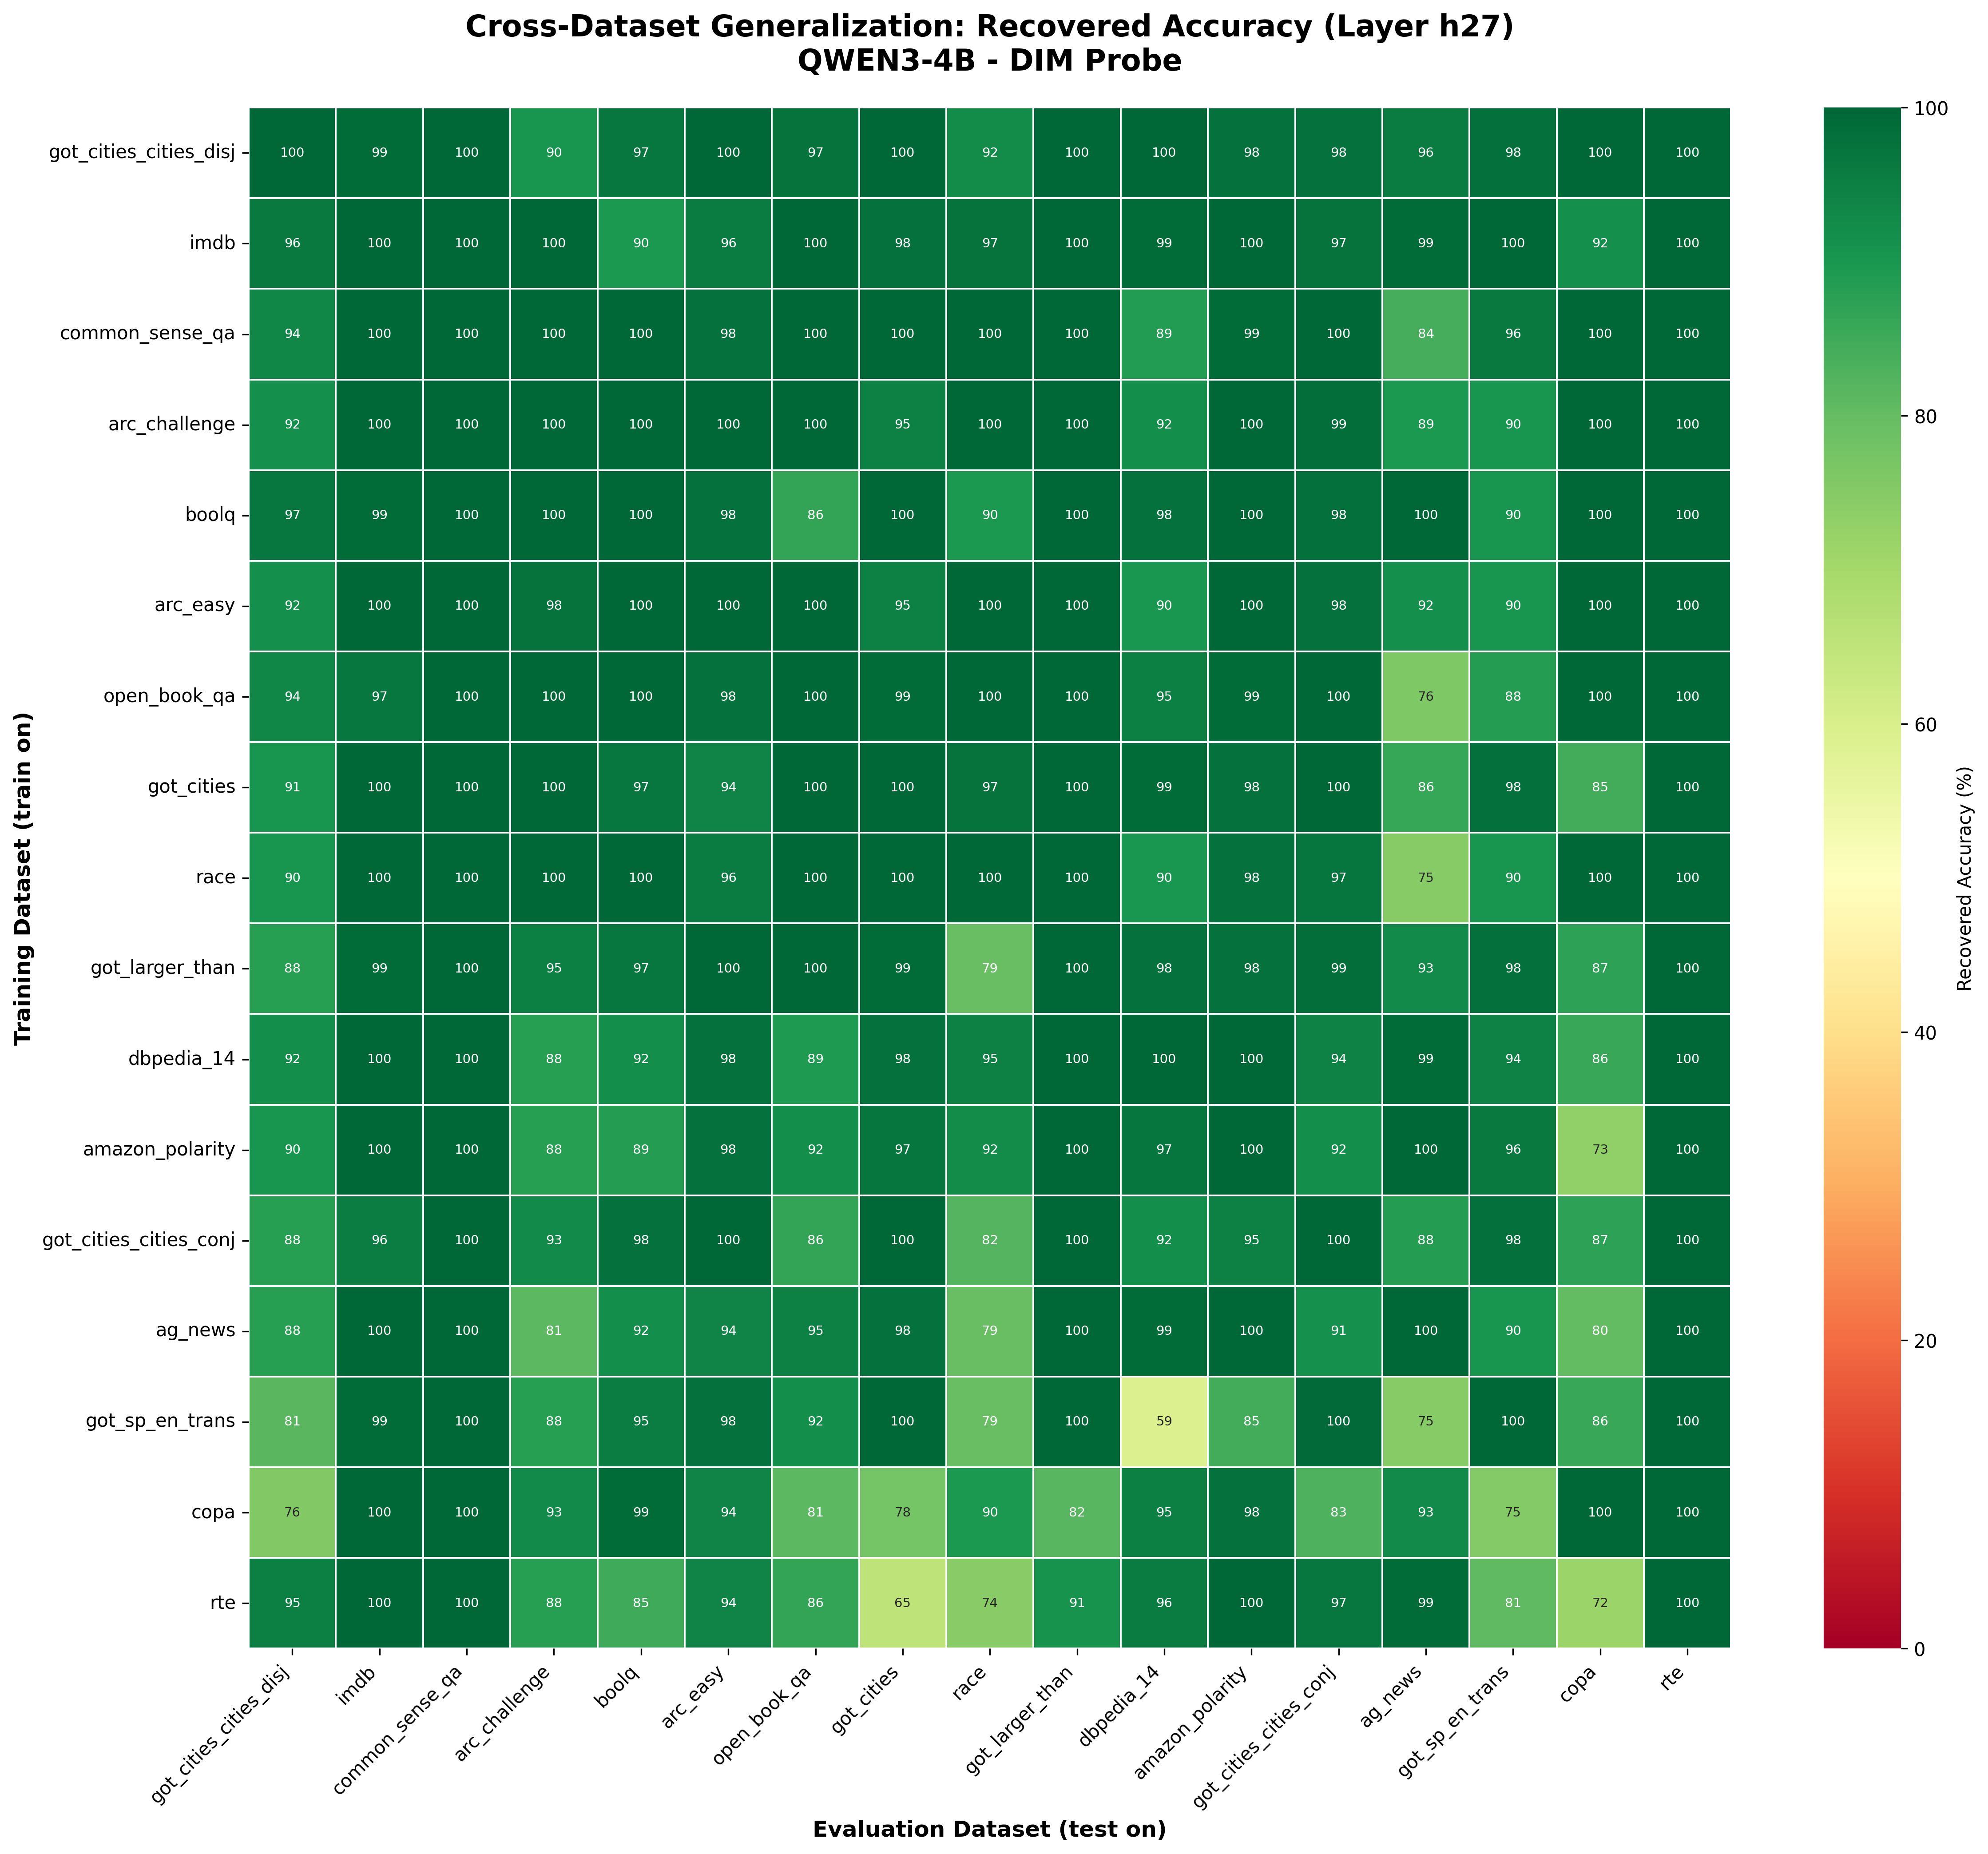 Cross-Dataset Generalization: Recovered Accuracy (Layer h27)
QWEN3-4B - DIM Probe
Training Dataset (train on)
got_cities_cities_disj 100 99 100 90 97 100 97 100 92 100 100 98 98 96 98 100 100
imdb 96 100 100 100 90 96 100 98 97 100 99 100 97 99 100 92 100
common_sense_qa 94 100 100 100 100 98 100 100 100 100 89 99 100 84 96 100 100
arc_challenge 92 100 100 100 100 100 100 95 100 100 92 100 99 89 90 100 100
boolq 97 99 100 100 100 98 86 100 90 100 98 100 98 100 90 100 100
arc_easy 92 100 100 98 100 100 100 95 100 100 90 100 98 92 90 100 100
open_book_qa 94 97 100 100 100 98 100 99 100 100 95 99 100 76 88 100 100
got_cities 91 100 100 100 97 94 100 100 97 100 99 98 100 86 98 85 100
race 90 100 100 100 100 96 100 100 100 100 90 98 97 75 90 100 100
got_larger_than 88 99 100 95 97 100 100 99 79 100 98 98 99 93 98 87 100
dbpedia_14 92 100 100 88 92 98 89 98 95 100 100 100 94 99 94 86 100
amazon_polarity 90 100 100 88 89 98 92 97 92 100 97 100 92 100 96 73 100
got_cities_cities_conj 88 96 100 93 98 100 86 100 82 100 92 95 100 88 98 87 100
ag_news 88 100 100 81 92 94 95 98 79 100 99 100 91 100 90 80 100
got_sp_en_trans 81 99 100 88 95 98 92 100 79 100 59 85 100 75 100 86 100
copa 76 100 100 93 99 94 81 78 90 82 95 98 83 93 75 100 100
rte 95 100 100 88 85 94 86 65 74 91 96 100 97 99 81 72 100
got_cities_cities_disj
imdb
common_sense_qa
arc_challenge
boolq
arc_easy
open_book_qa
got_cities
race
got_larger_than
dbpedia_14
amazon_polarity
got_cities_cities_conj
ag_news
got_sp_en_trans
copa
rte
Evaluation Dataset (test on)
100
80
60
40
20
0
Recovered Accuracy (%)